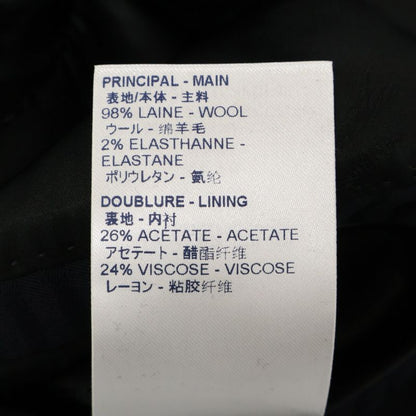 PRINCIPAL - MAIN
表地/本体 - 主料
98% LAINE - WOOL
ウール - 绵羊毛
2% ELASTHANNE -
ELASTANE
ポリウレタン - 氨纶
DOUBLURE - LINING
裏地 - 内衬
26% ACETATE - ACETATE
アセテート - 醋酯纤维
24% VISCOSE - VISCOSE
レーヨン - 粘胶纤维